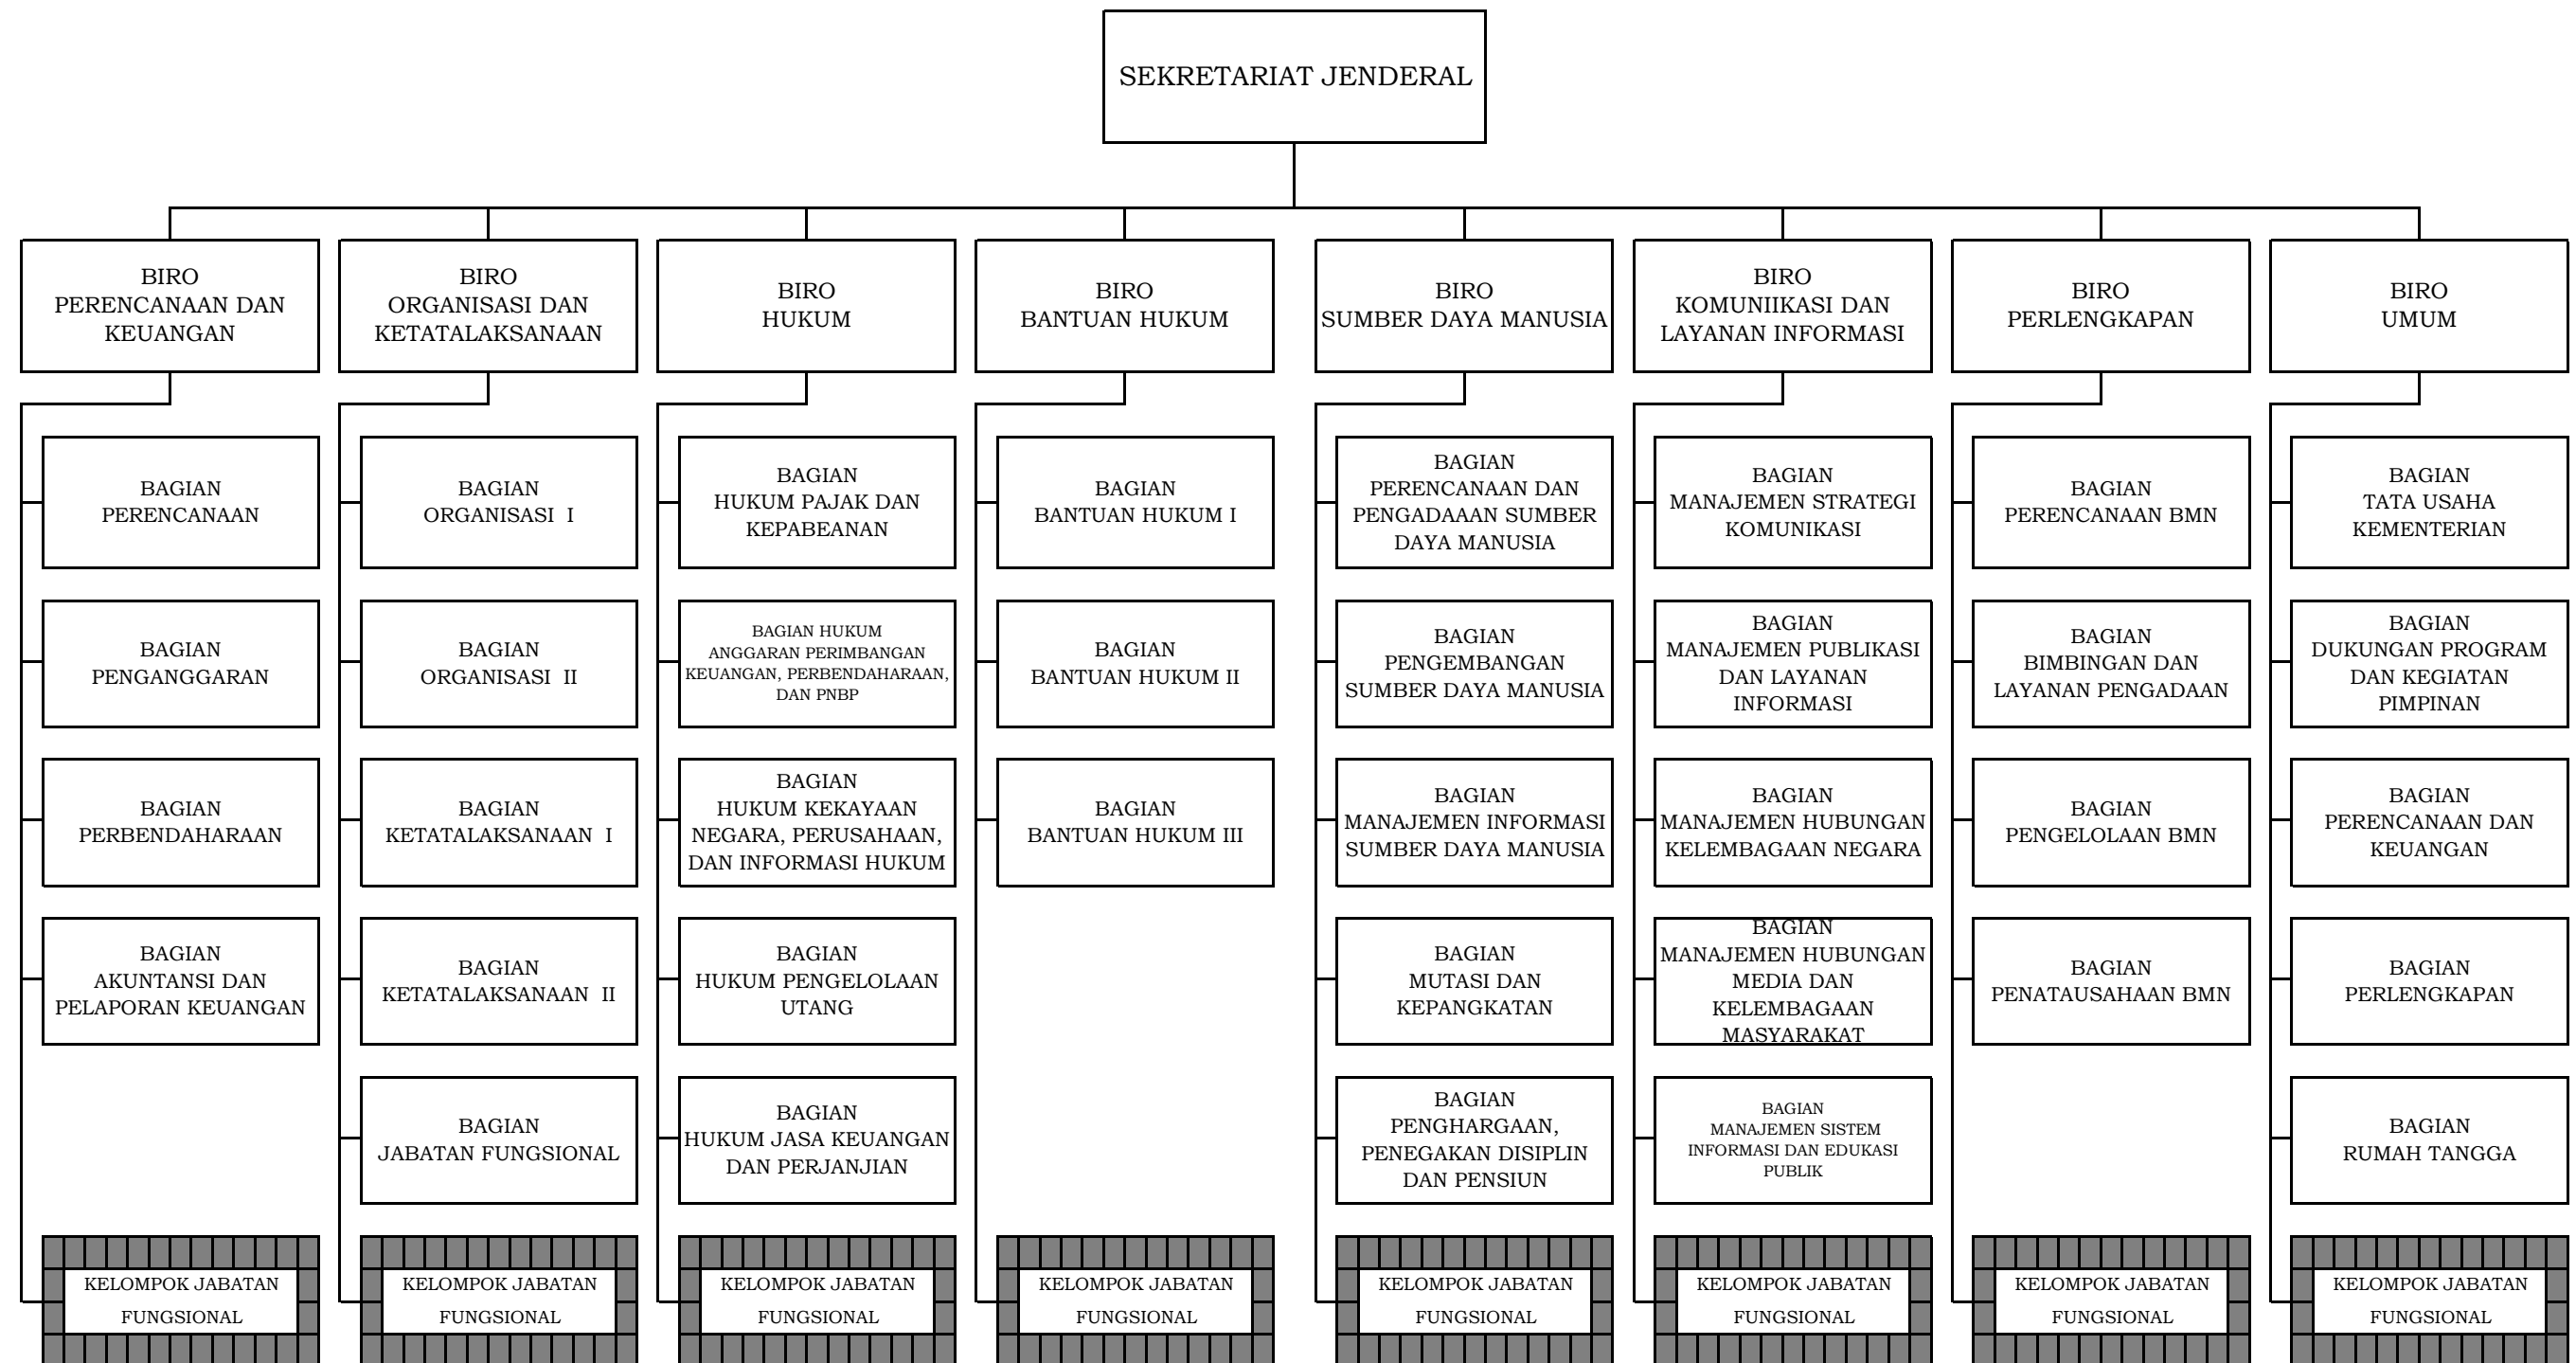 SEKRETARIAT JENDERAL
BIRO
PERENCANAAN DAN
KEUANGAN
BIRO
ORGANISASI DAN
KETATALAKSANAAN
BIRO
HUKUM
BIRO
BANTUAN HUKUM
BIRO
SUMBER DAYA MANUSIA
BIRO
KOMUNIIKASI DAN
LAYANAN INFORMASI
BIRO
PERLENGKAPAN
BIRO
UMUM
BAGIAN
PERENCANAAN
BAGIAN
ORGANISASI I
BAGIAN
HUKUM PAJAK DAN
KEPABEANAN
BAGIAN
BANTUAN HUKUM I
BAGIAN
PERENCANAAN DAN
PENGADAAAN SUMBER
DAYA MANUSIA
BAGIAN
MANAJEMEN STRATEGI
KOMUNIKASI
BAGIAN
PERENCANAAN BMN
BAGIAN
TATA USAHA
KEMENTERIAN
BAGIAN
PENGANGGARAN
BAGIAN
ORGANISASI II
BAGIAN HUKUM
ANGGARAN PERIMBANGAN
KEUANGAN, PERBENDAHARAAN,
DAN PNBP
BAGIAN
BANTUAN HUKUM II
BAGIAN
PENGEMBANGAN
SUMBER DAYA MANUSIA
BAGIAN
MANAJEMEN PUBLIKASI
DAN LAYANAN
INFORMASI
BAGIAN
BIMBINGAN DAN
LAYANAN PENGADAAN
BAGIAN
DUKUNGAN PROGRAM
DAN KEGIATAN
PIMPINAN
BAGIAN
PERBENDAHARAAN
BAGIAN
KETATALAKSANAAN I
BAGIAN
HUKUM KEKAYAAN
NEGARA, PERUSAHAAN,
DAN INFORMASI HUKUM
BAGIAN
BANTUAN HUKUM III
BAGIAN
MANAJEMEN INFORMASI
SUMBER DAYA MANUSIA
BAGIAN
MANAJEMEN HUBUNGAN
KELEMBAGAAN NEGARA
BAGIAN
PENGELOLAAN BMN
BAGIAN
PERENCANAAN DAN
KEUANGAN
BAGIAN
AKUNTANSI DAN
PELAPORAN KEUANGAN
BAGIAN
KETATALAKSANAAN II
BAGIAN
HUKUM PENGELOLAAN
UTANG
BAGIAN
MUTASI DAN
KEPANGKATAN
BAGIAN
MANAJEMEN HUBUNGAN
MEDIA DAN
KELEMBAGAAN
MASYARAKAT
BAGIAN
PENATAUSAHAAN BMN
BAGIAN
PERLENGKAPAN
BAGIAN
JABATAN FUNGSIONAL
BAGIAN
HUKUM JASA KEUANGAN
DAN PERJANJIAN
BAGIAN
PENGHARGAAN,
PENEGAKAN DISIPLIN
DAN PENSIUN
BAGIAN
MANAJEMEN SISTEM
INFORMASI DAN EDUKASI
PUBLIK
BAGIAN
RUMAH TANGGA
KELOMPOK JABATAN
FUNGSIONAL
KELOMPOK JABATAN
FUNGSIONAL
KELOMPOK JABATAN
FUNGSIONAL
KELOMPOK JABATAN
FUNGSIONAL
KELOMPOK JABATAN
FUNGSIONAL
KELOMPOK JABATAN
FUNGSIONAL
KELOMPOK JABATAN
FUNGSIONAL
KELOMPOK JABATAN
FUNGSIONAL